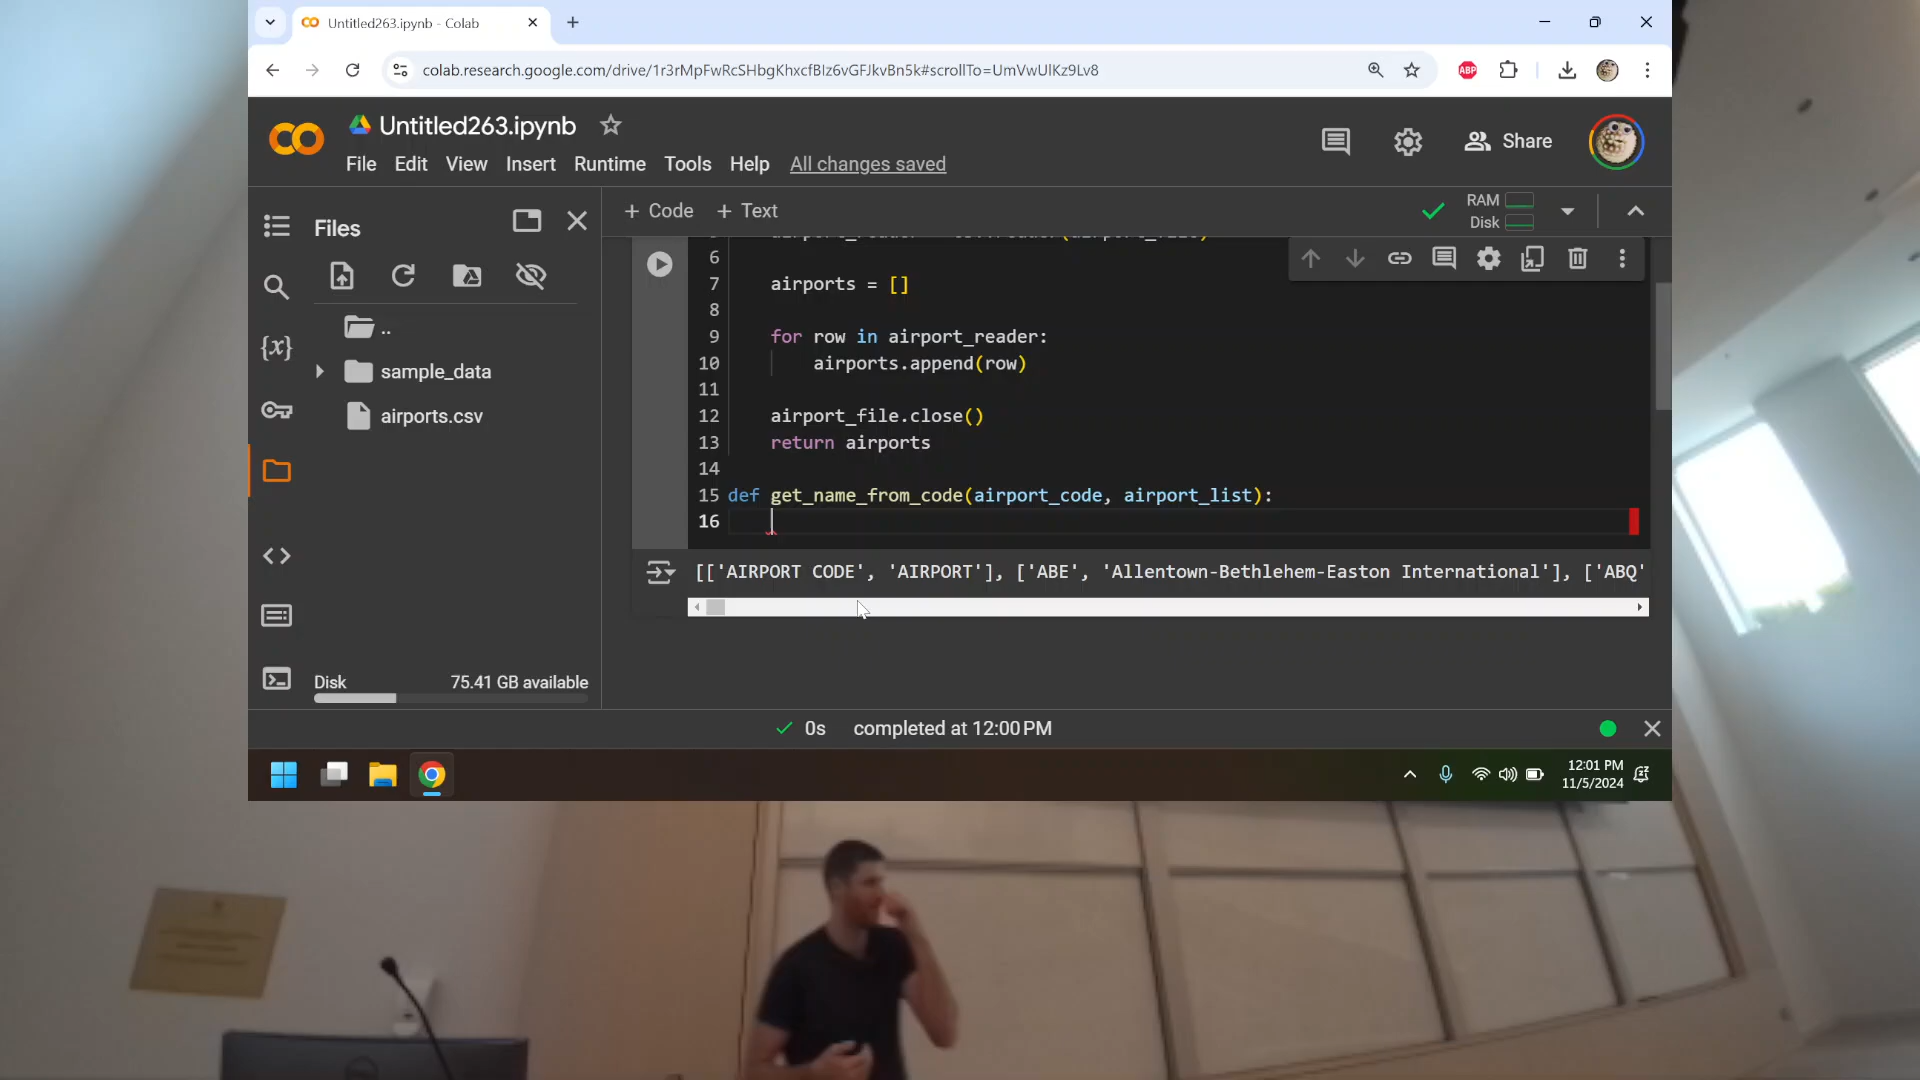 Untitled263.ipynb - Colab
colab.research.google.com/drive/1r3rMpFwRcSHbgKhxcfBIz6vGFJkvBn5k#scrollTo=UmVwUlKz9Lv8
ABP
Untitled263.ipynb
File Edit View Insert Runtime Tools Help All changes saved
Share
Files
+ Code + Text
RAM
Disk
..
sample_data
airports.csv
Disk 75.41 GB available
6
7 airports = []
8
9 for row in airport_reader:
10 airports.append(row)
11
12 airport_file.close()
13 return airports
14
15 def get_name_from_code(airport_code, airport_list):
16
[['AIRPORT CODE', 'AIRPORT'], ['ABE', 'Allentown-Bethlehem-Easton International'], ['ABQ'
0s completed at 12:00 PM
12:01 PM
11/5/2024